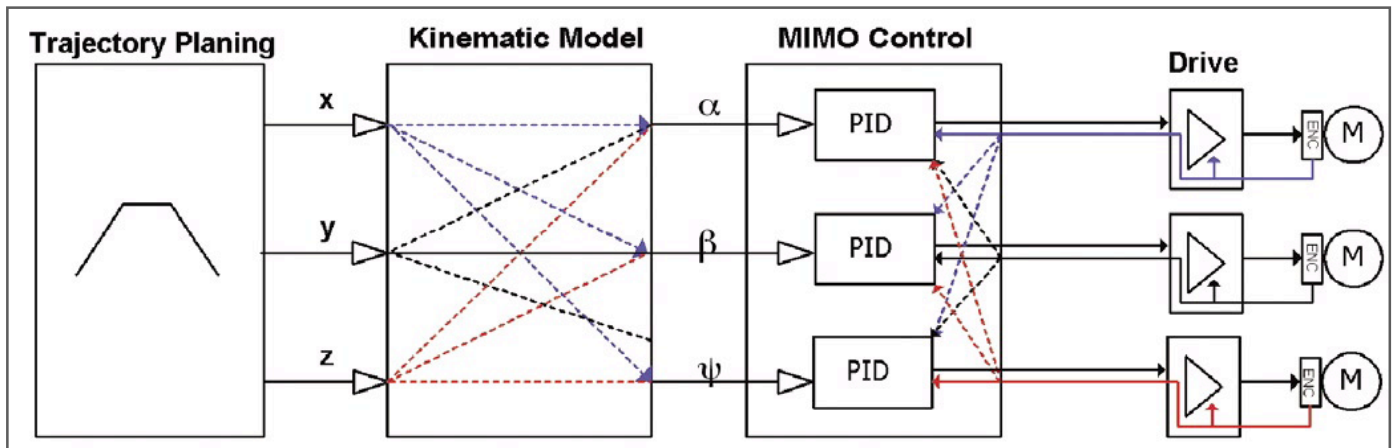 Trajectory Planing
Kinematic Model
MIMO Control
Drive
x
α
PID
ENC
M
y
β
PID
ENC
M
z
ψ
PID
ENC
M